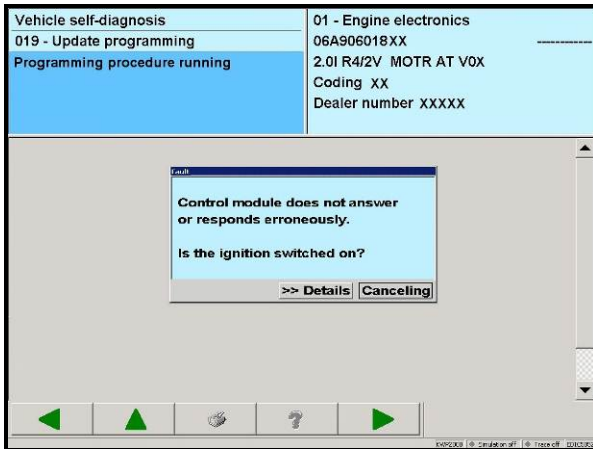 Vehicle self-diagnosis
019 - Update programming
Programming procedure running
01 - Engine electronics
06A906018XX ----------
2.0l R4/2V MOTR AT V0X
Coding XX
Dealer number XXXXX
Fault
Control module does not answer
or responds erroneously.
Is the ignition switched on?
>> Details
Canceling
?
KWP2000 Simulation off Trace off